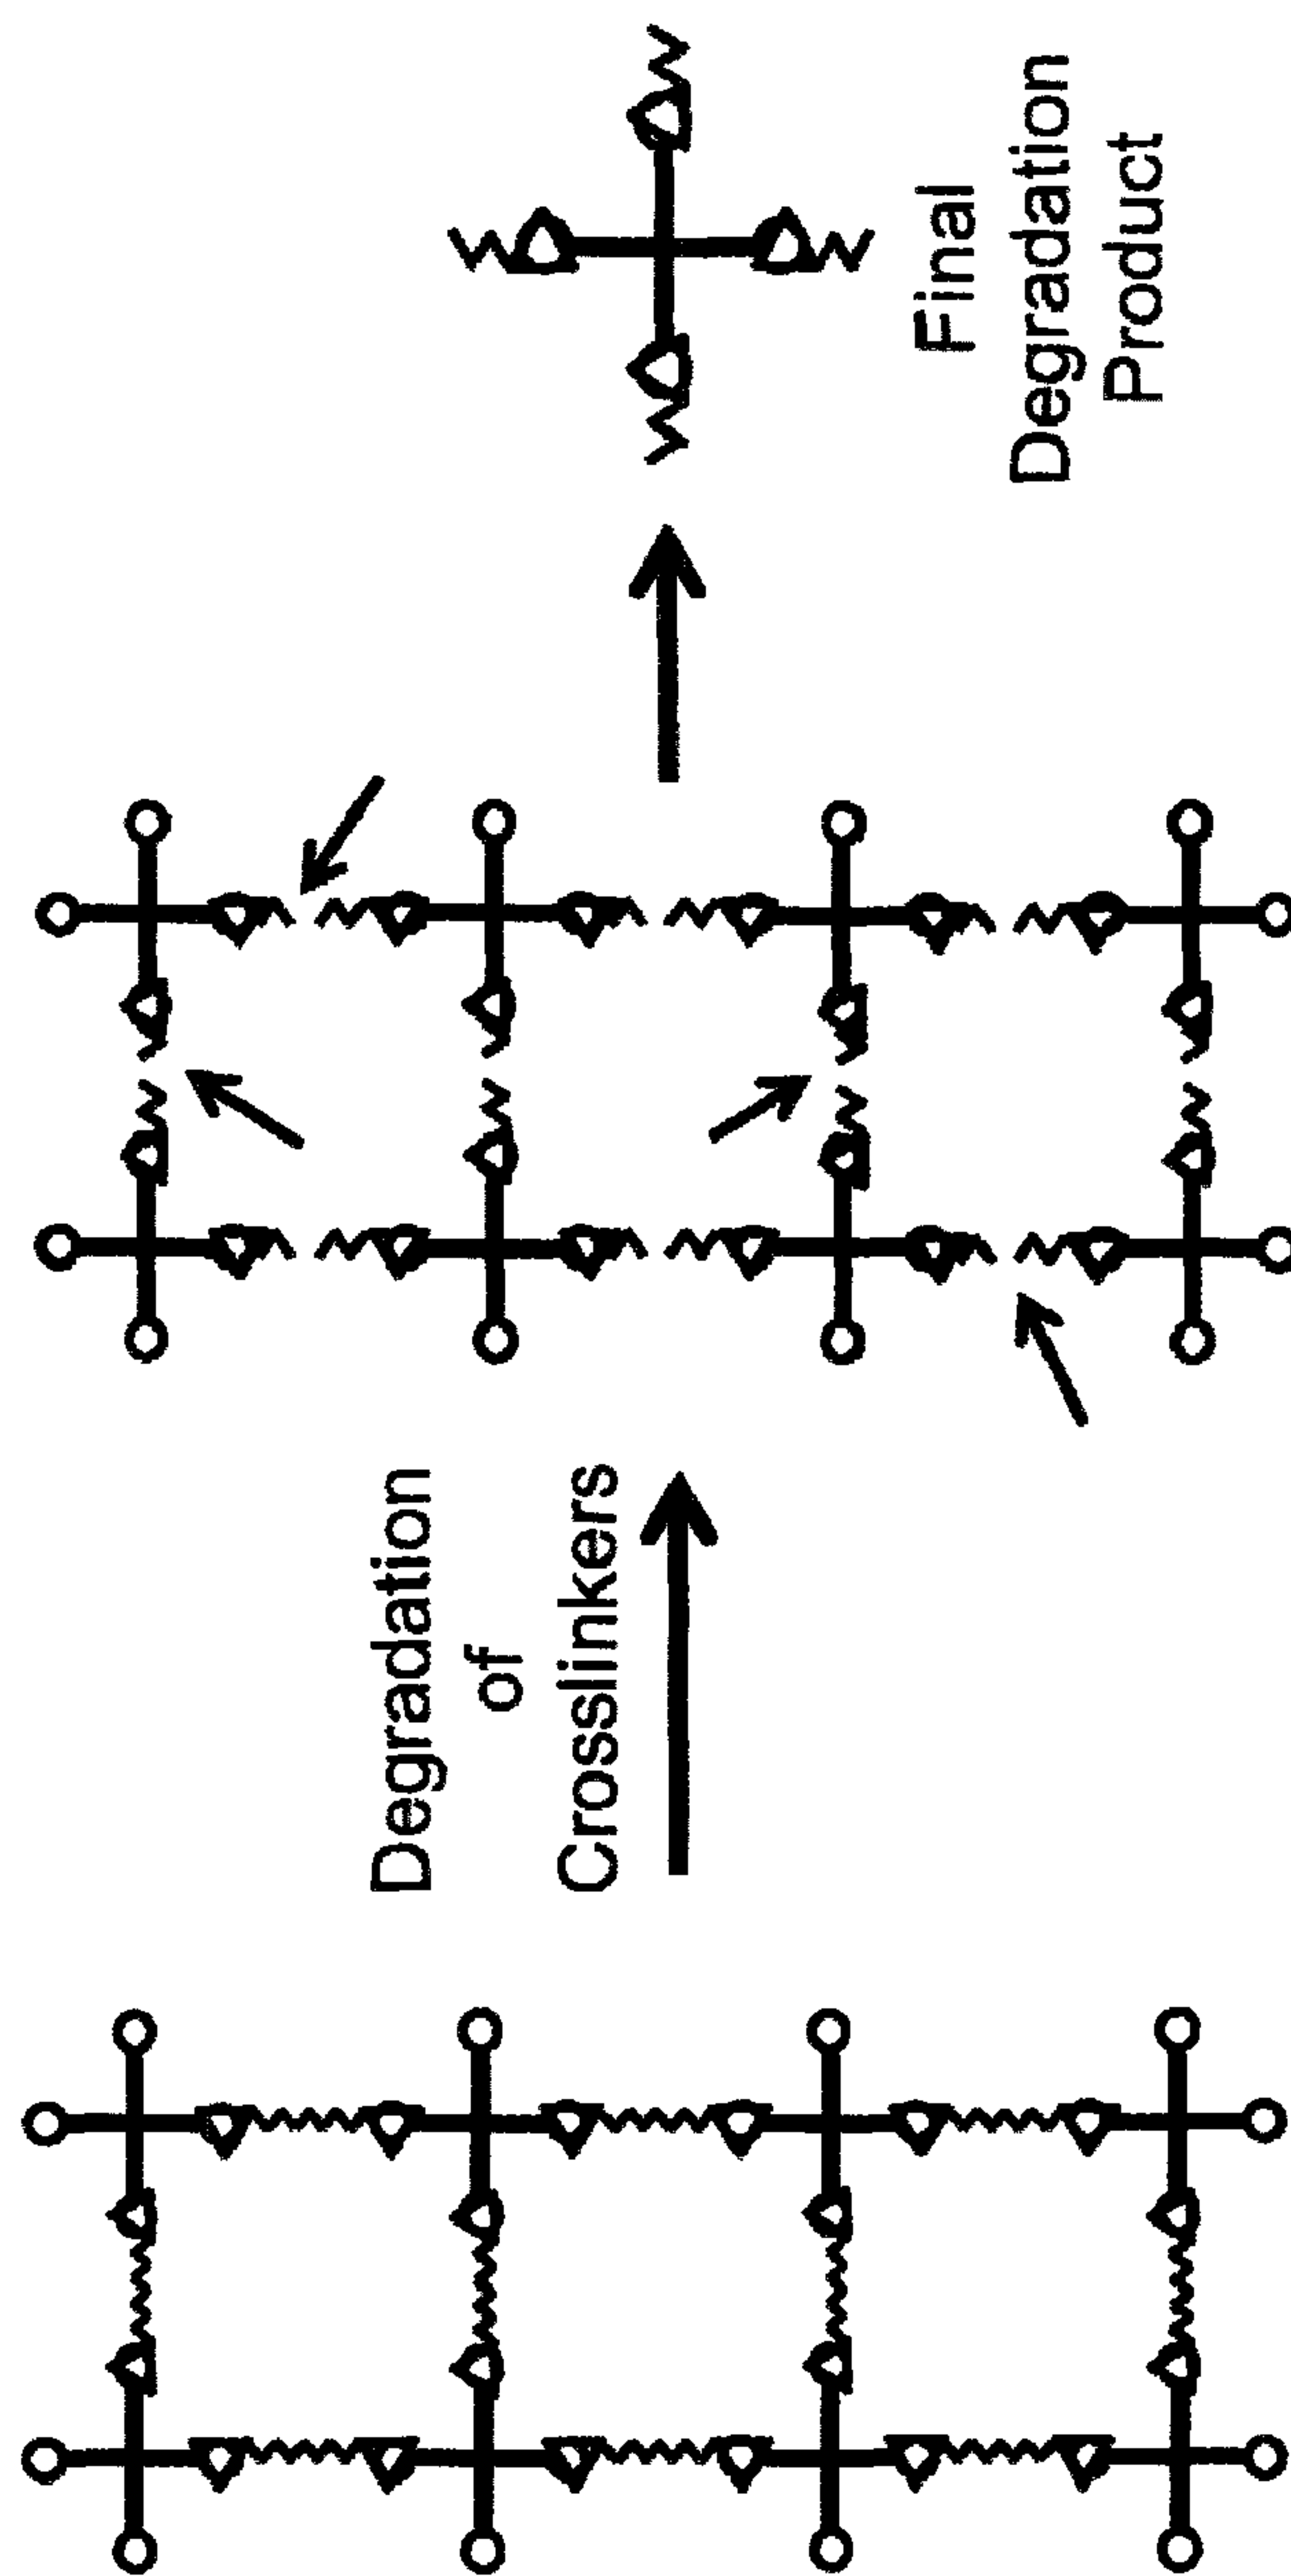 Degradation
of
Crosslinkers
Final
Degradation
Product